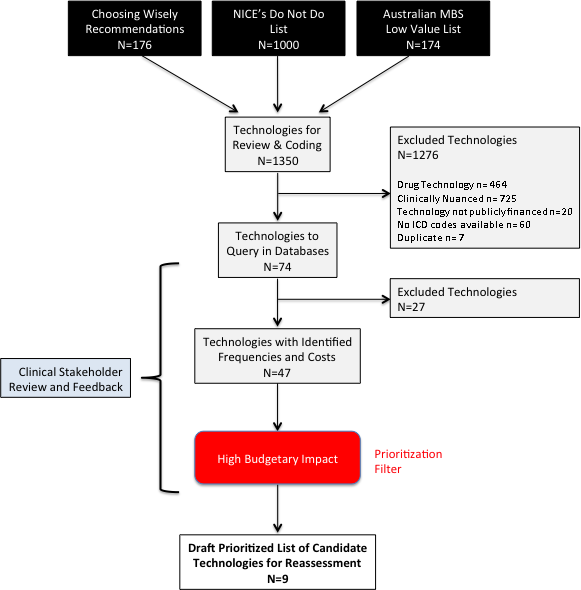 Choosing Wisely
Recommendations
N=176
NICE's Do Not Do
List
N=1000
Australian MBS
Low Value List
N=174
Technologies for
Review & Coding
N=1350
Excluded Technologies
N=1276
Drug Technology n= 464
Clinically Nuanced n= 725
Technology not publicly financed n=20
No ICD codes available n= 60
Duplicate n= 7
Technologies to
Query in Databases
N=74
Excluded Technologies
N=27
Technologies with Identified
Frequencies and Costs
N=47
Clinical Stakeholder
Review and Feedback
High Budgetary Impact
Prioritization
Filter
Draft Prioritized List of Candidate
Technologies for Reassessment
N=9